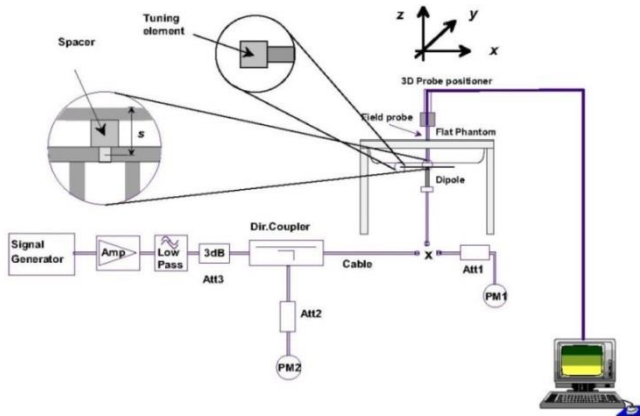 Tuning
element
Spacer
s
z
y
x
3D Probe positioner
Field probe
Flat Phantom
Dipole
Signal
Generator
Amp
Low
Pass
3dB
Att3
Dir.Coupler
Cable
X
Att1
PM1
Att2
PM2